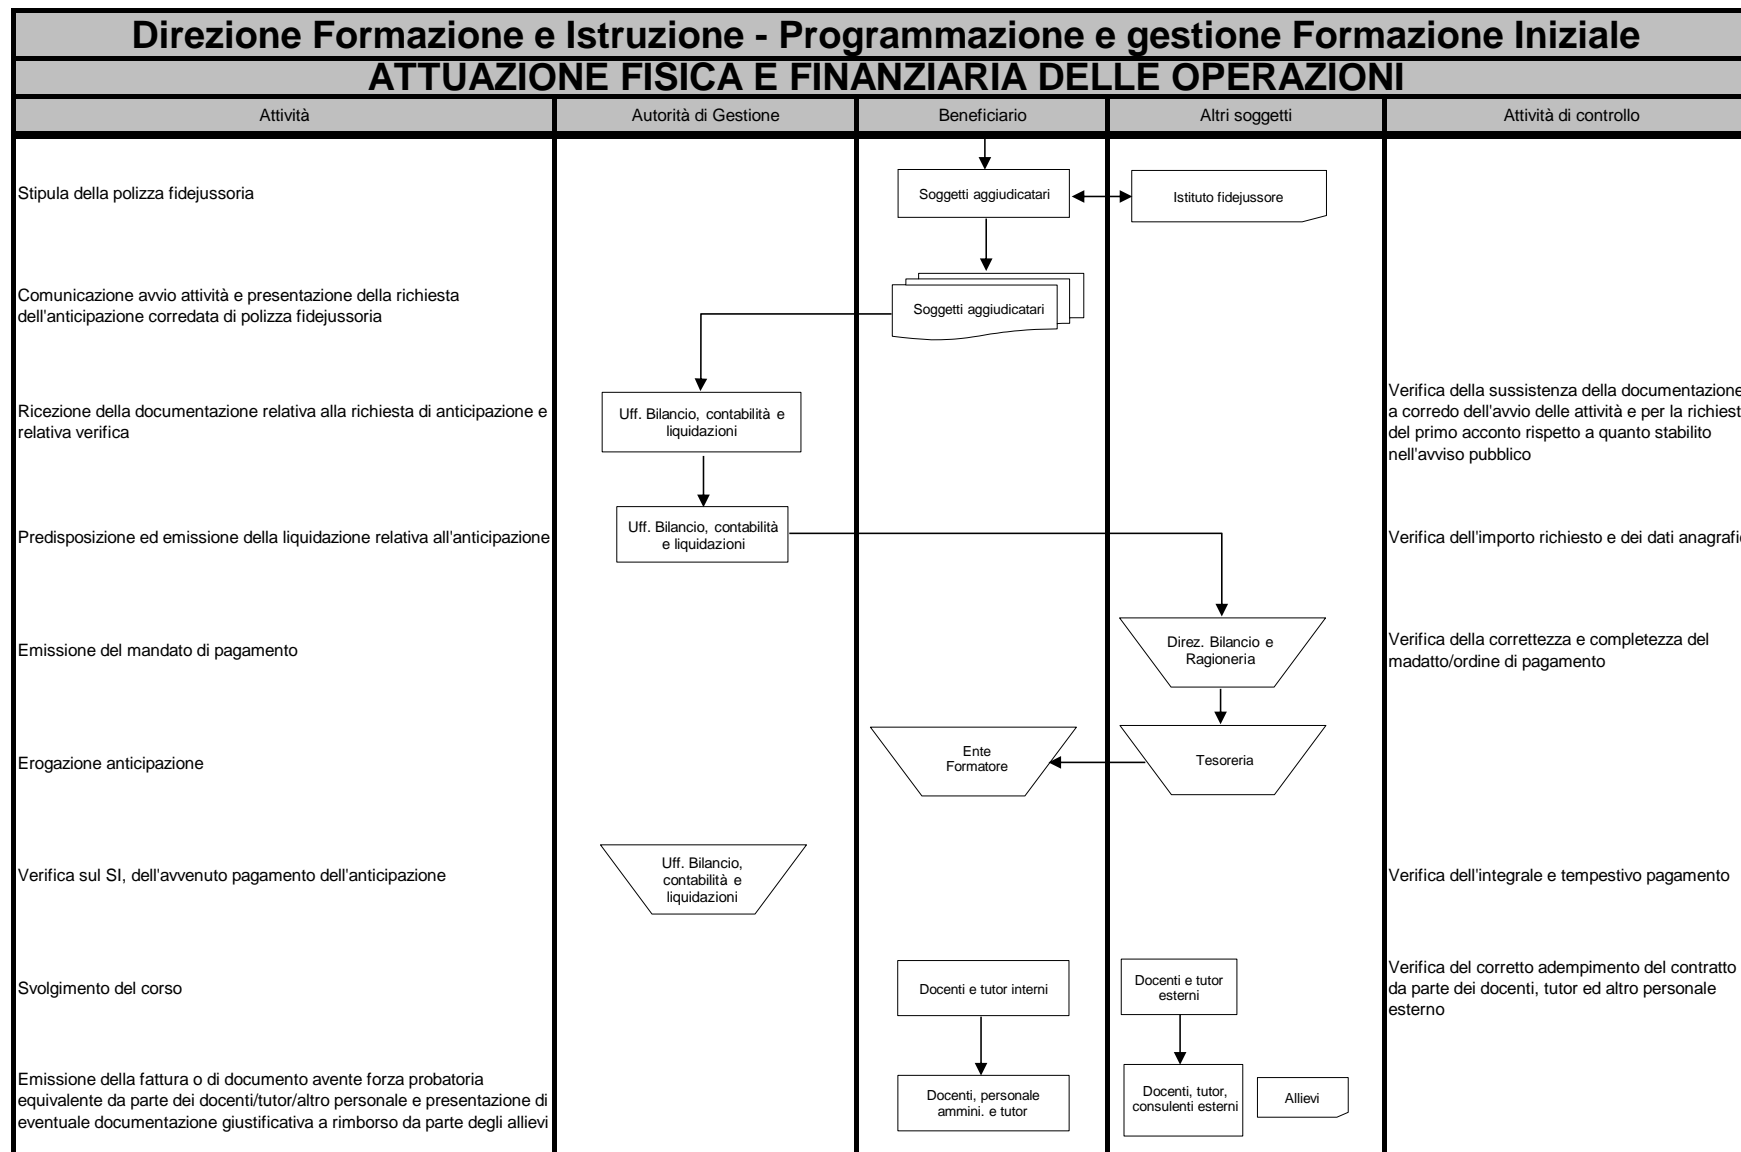 Direzione Formazione e Istruzione - Programmazione e gestione Formazione Iniziale
ATTUAZIONE FISICA E FINANZIARIA DELLE OPERAZIONI
Attività
Autorità di Gestione
Beneficiario
Altri soggetti
Attività di controllo
Stipula della polizza fidejussoria
Soggetti aggiudicatari
Istituto fidejussore
Comunicazione avvio attività e presentazione della richiesta
dell'anticipazione corredata di polizza fidejussoria
Soggetti aggiudicatari
Ricezione della documentazione relativa alla richiesta di anticipazione e
relativa verifica
Uff. Bilancio, contabilità e
liquidazioni
Verifica della sussistenza della documentazione
a corredo dell'avvio delle attività e per la richiest
del primo acconto rispetto a quanto stabilito
nell'avviso pubblico
Predisposizione ed emissione della liquidazione relativa all'anticipazione
Uff. Bilancio, contabilità
e liquidazioni
Verifica dell'importo richiesto e dei dati anagrafic
Emissione del mandato di pagamento
Direz. Bilancio e
Ragioneria
Verifica della correttezza e completezza del
madatto/ordine di pagamento
Erogazione anticipazione
Ente
Formatore
Tesoreria
Verifica sul SI, dell'avvenuto pagamento dell'anticipazione
Uff. Bilancio,
contabilità e
liquidazioni
Verifica dell'integrale e tempestivo pagamento
Svolgimento del corso
Docenti e tutor interni
Docenti e tutor
esterni
Verifica del corretto adempimento del contratto
da parte dei docenti, tutor ed altro personale
esterno
Emissione della fattura o di documento avente forza probatoria
equivalente da parte dei docenti/tutor/altro personale e presentazione di
eventuale documentazione giustificativa a rimborso da parte degli allievi
Docenti, personale
ammini. e tutor
Docenti, tutor,
consulenti esterni
Allievi